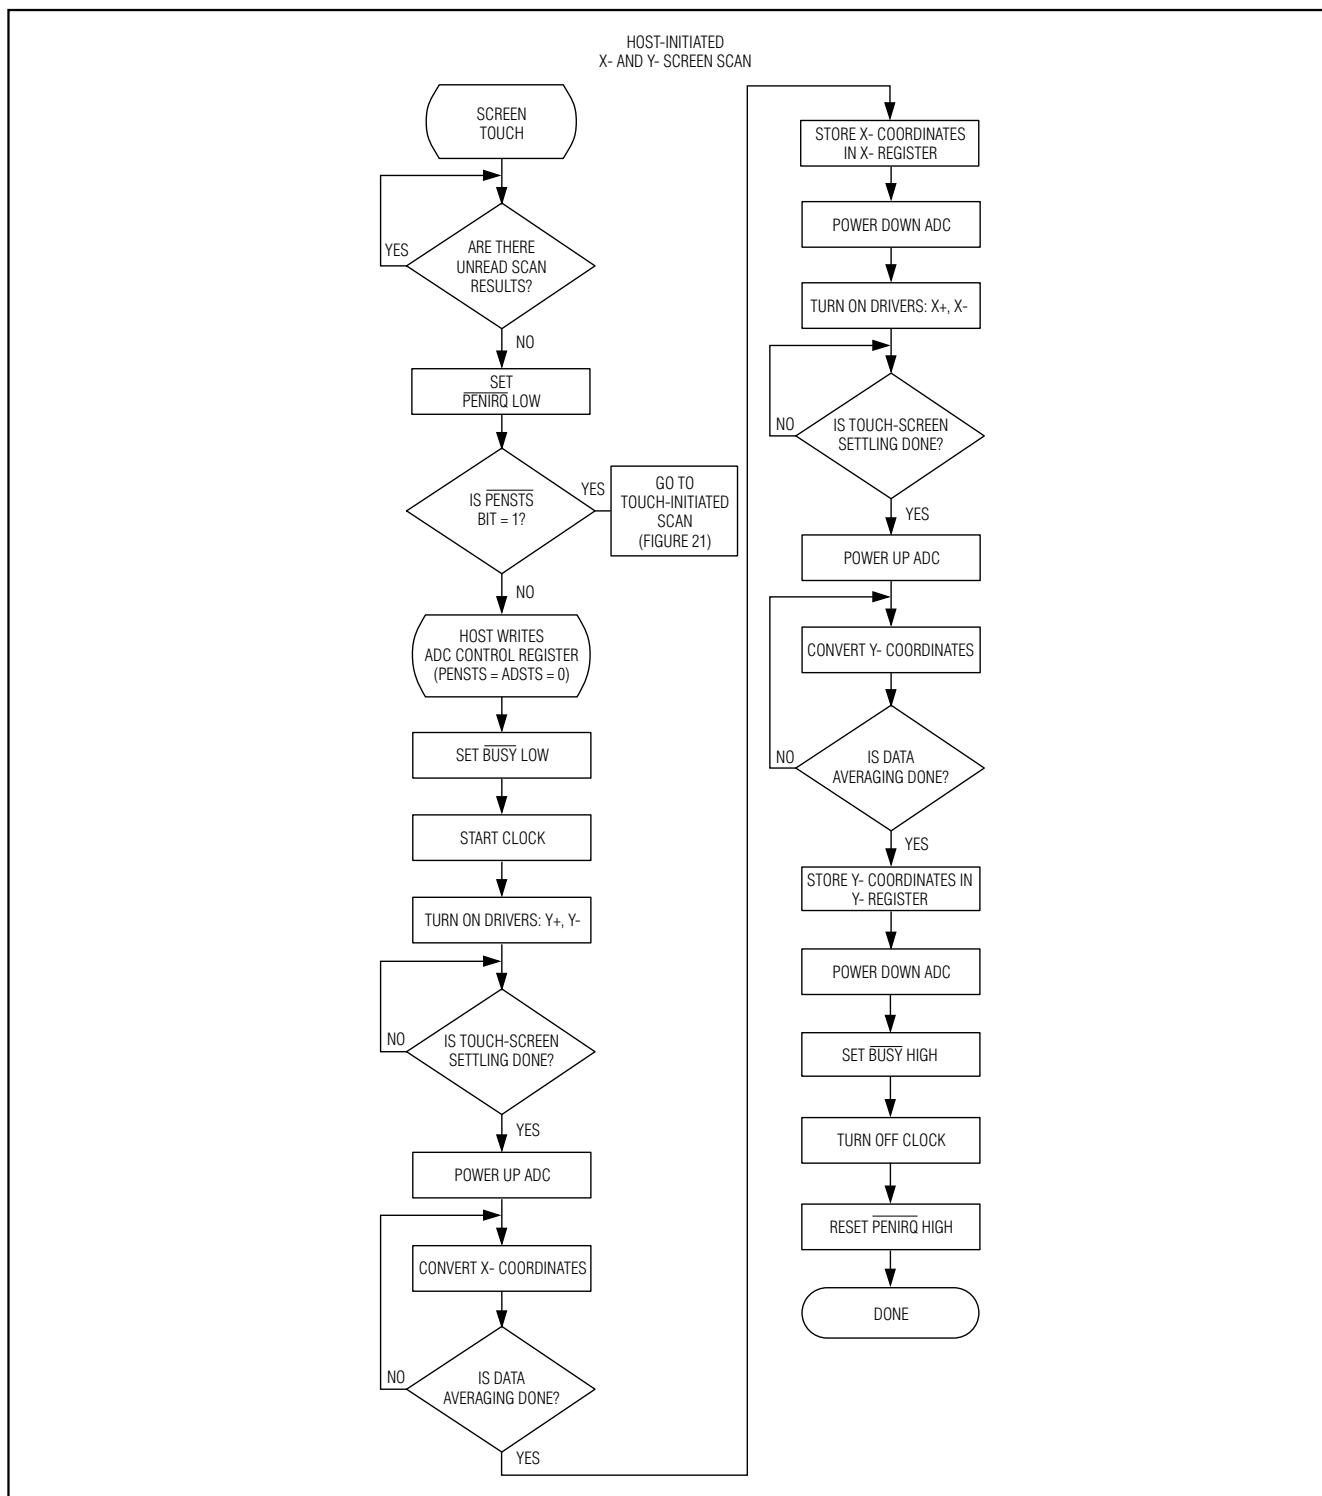 HOST-INITIATED
X- AND Y- SCREEN SCAN
SCREEN
TOUCH
YES
ARE THERE
UNREAD SCAN
RESULTS?
NO
SET
PENIRQ LOW
IS PENSTS
BIT = 1?
YES
GO TO
TOUCH-INITIATED
SCAN
(FIGURE 21)
NO
HOST WRITES
ADC CONTROL REGISTER
(PENSTS = ADSTS = 0)
SET BUSY LOW
START CLOCK
TURN ON DRIVERS: Y+, Y-
NO
IS TOUCH-SCREEN
SETTLING DONE?
YES
POWER UP ADC
CONVERT X- COORDINATES
NO
IS DATA
AVERAGING DONE?
YES
STORE X- COORDINATES
IN X- REGISTER
POWER DOWN ADC
TURN ON DRIVERS: X+, X-
NO
IS TOUCH-SCREEN
SETTLING DONE?
YES
POWER UP ADC
CONVERT Y- COORDINATES
NO
IS DATA
AVERAGING DONE?
YES
STORE Y- COORDINATES IN
Y- REGISTER
POWER DOWN ADC
SET BUSY HIGH
TURN OFF CLOCK
RESET PENIRQ HIGH
DONE